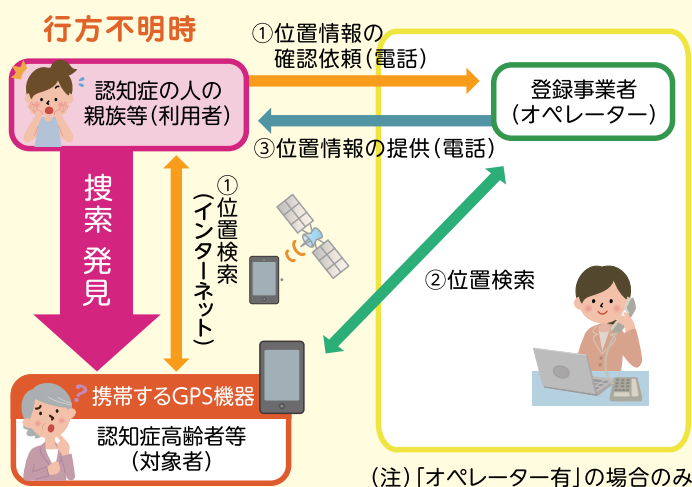 行方不明時
①位置情報の
確認依頼(電話)
認知症の人の
親族等(利用者)
登録事業者
(オペレーター)
③位置情報の提供(電話)
捜索 発見
①位置検索
(インターネット)
②位置検索
?
携帯するGPS機器
認知症高齢者等
(対象者)
(注)「オペレーター有」の場合のみ